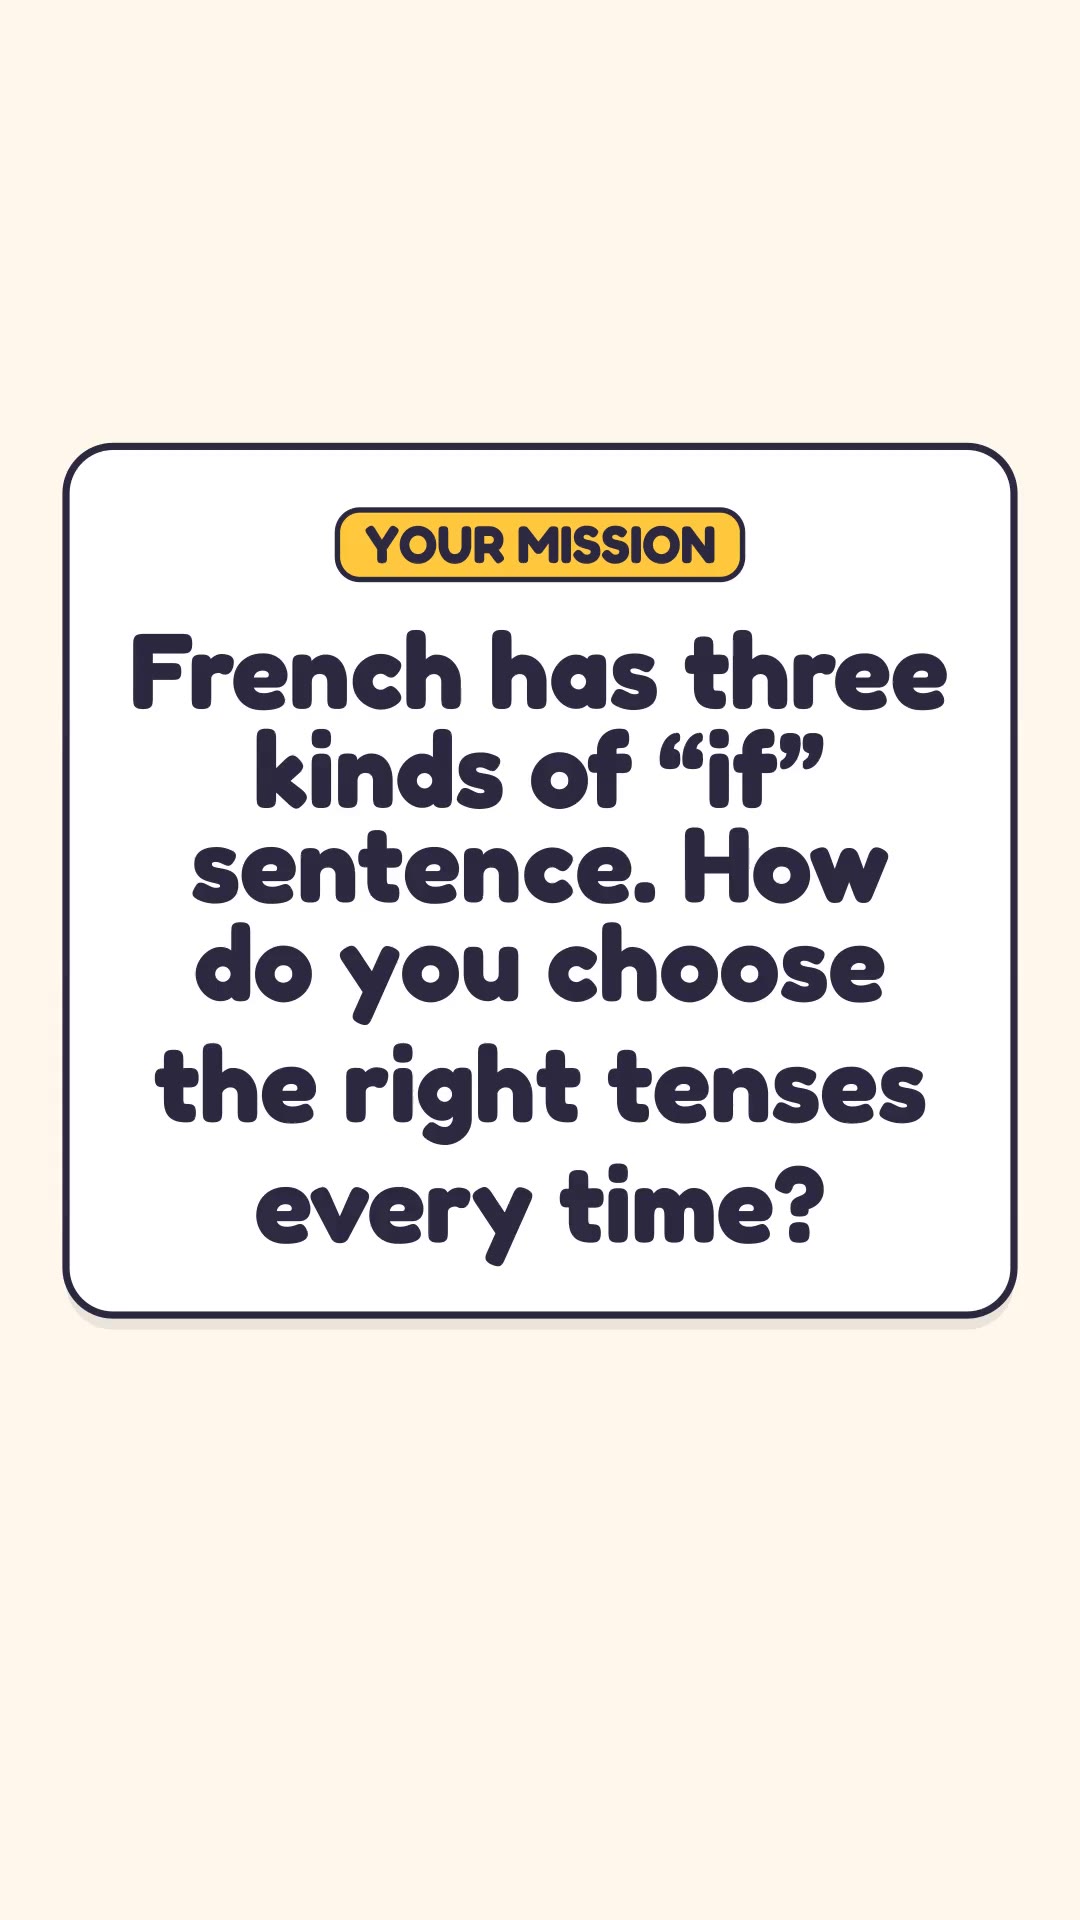 YOUR MISSION
French has three
kinds of “if”
sentence. How
do you choose
the right tenses
every time?